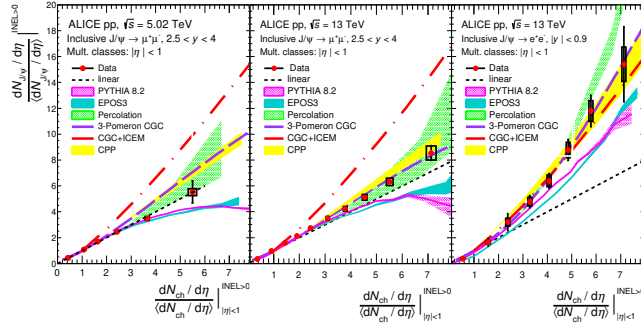 dN_J/ψ / dη / ⟨dN_J/ψ / dη⟩ |^INEL>0
20
18
16
14
12
10
8
6
4
2
0
ALICE pp, √s = 5.02 TeV
Inclusive J/ψ → μ⁺μ⁻, 2.5 < y < 4
Mult. classes: |η| < 1
Data
linear
PYTHIA 8.2
EPOS3
Percolation
3-Pomeron CGC
CGC+ICEM
CPP
0 1 2 3 4 5 6 7
dN_ch / dη / ⟨dN_ch / dη⟩ |^INEL>0 _|η|<1
ALICE pp, √s = 13 TeV
Inclusive J/ψ → μ⁺μ⁻, 2.5 < y < 4
Mult. classes: |η| < 1
Data
linear
PYTHIA 8.2
EPOS3
Percolation
3-Pomeron CGC
CGC+ICEM
CPP
0 1 2 3 4 5 6 7
dN_ch / dη / ⟨dN_ch / dη⟩ |^INEL>0 _|η|<1
ALICE pp, √s = 13 TeV
Inclusive J/ψ → e⁺e⁻, |y| < 0.9
Mult. classes: |η| < 1
Data
linear
PYTHIA 8.2
EPOS3
Percolation
3-Pomeron CGC
CGC+ICEM
CPP
0 1 2 3 4 5 6 7
dN_ch / dη / ⟨dN_ch / dη⟩ |^INEL>0 _|η|<1